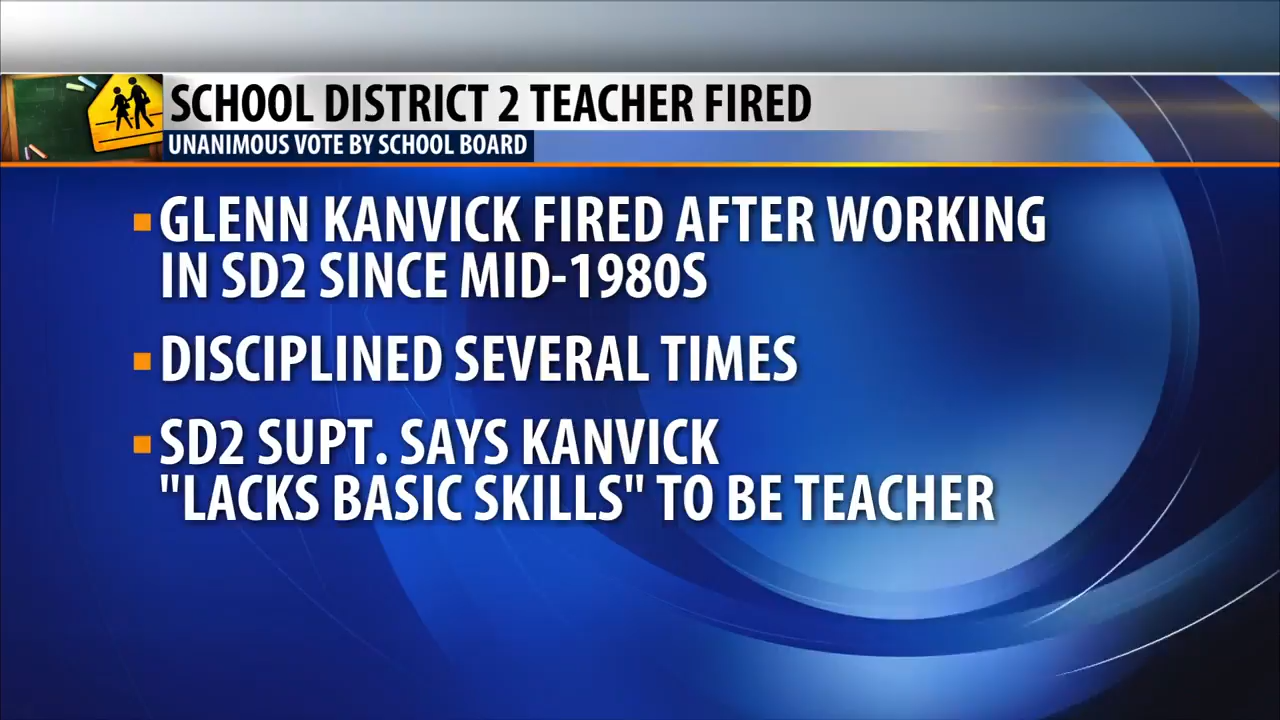 SCHOOL DISTRICT 2 TEACHER FIRED
UNANIMOUS VOTE BY SCHOOL BOARD
GLENN KANVICK FIRED AFTER WORKING
IN SD2 SINCE MID-1980S
DISCIPLINED SEVERAL TIMES
SD2 SUPT. SAYS KANVICK
"LACKS BASIC SKILLS" TO BE TEACHER